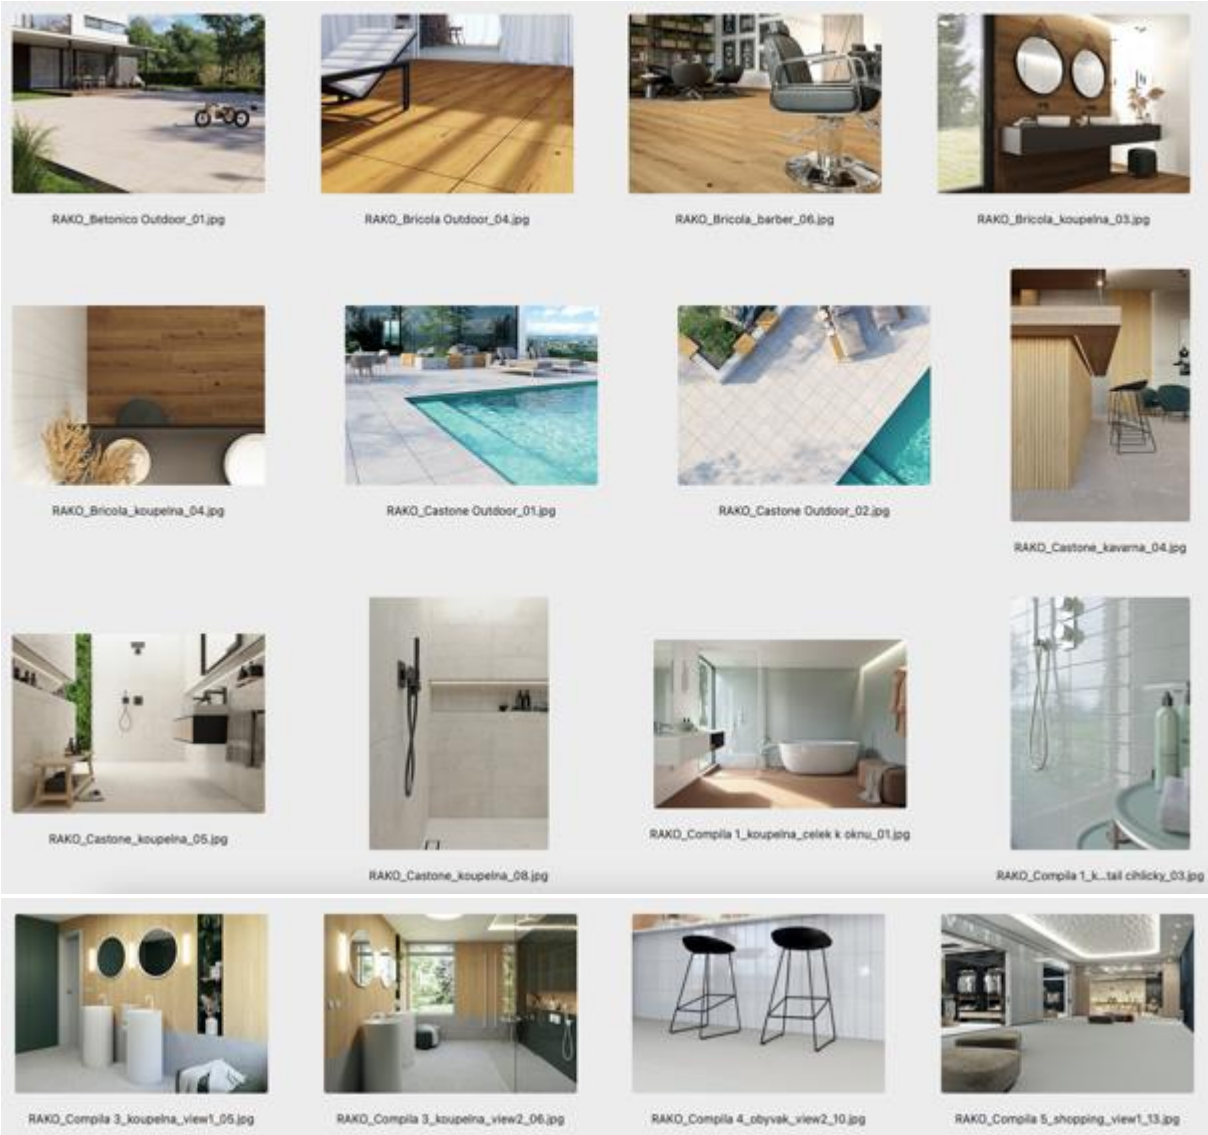 RAKO_Betonico Outdoor_01.jpg
RAKO_Bricola Outdoor_04.jpg
RAKO_Bricola_barber_06.jpg
RAKO_Bricola_koupelna_03.jpg
RAKO_Bricola_koupelna_04.jpg
RAKO_Castone Outdoor_01.jpg
RAKO_Castone Outdoor_02.jpg
RAKO_Castone_kavarna_04.jpg
RAKO_Castone_koupelna_05.jpg
RAKO_Castone_koupelna_08.jpg
RAKO_Compila 1_koupelna_celek k oknu_01.jpg
RAKO_Compila 1_k...tail cihlicky_03.jpg
RAKO_Compila 3_koupelna_view1_05.jpg
RAKO_Compila 3_koupelna_view2_06.jpg
RAKO_Compila 4_obyvak_view2_10.jpg
RAKO_Compila 5_shopping_view1_13.jpg